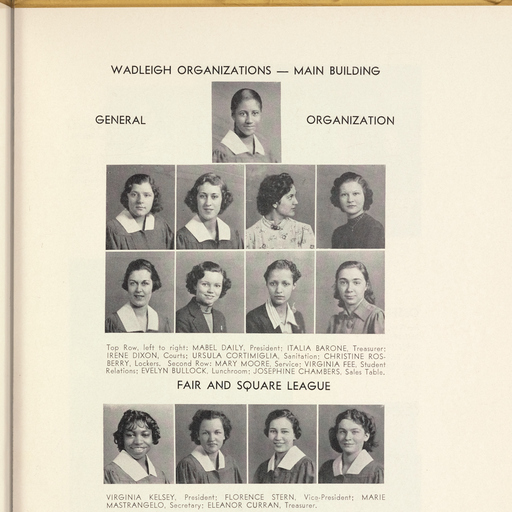 WADLEIGH ORGANIZATIONS — MAIN BUILDING
GENERAL ORGANIZATION
Top Row, left to right: MABEL DAILY, President; ITALIA BARONE, Treasurer;
IRENE DIXON, Courts; URSULA CORTIMIGLIA, Sanitation; CHRISTINE ROS-
BERRY, Lockers. Second Row: MARY MOORE, Service; VIRGINIA FEE, Student
Relations; EVELYN BULLOCK, Lunchroom; JOSEPHINE CHAMBERS, Sales Table.
FAIR AND SQUARE LEAGUE
VIRGINIA KELSEY, President; FLORENCE STERN, Vice-President; MARIE
MASTRANGELO, Secretary; ELEANOR CURRAN, Treasurer.